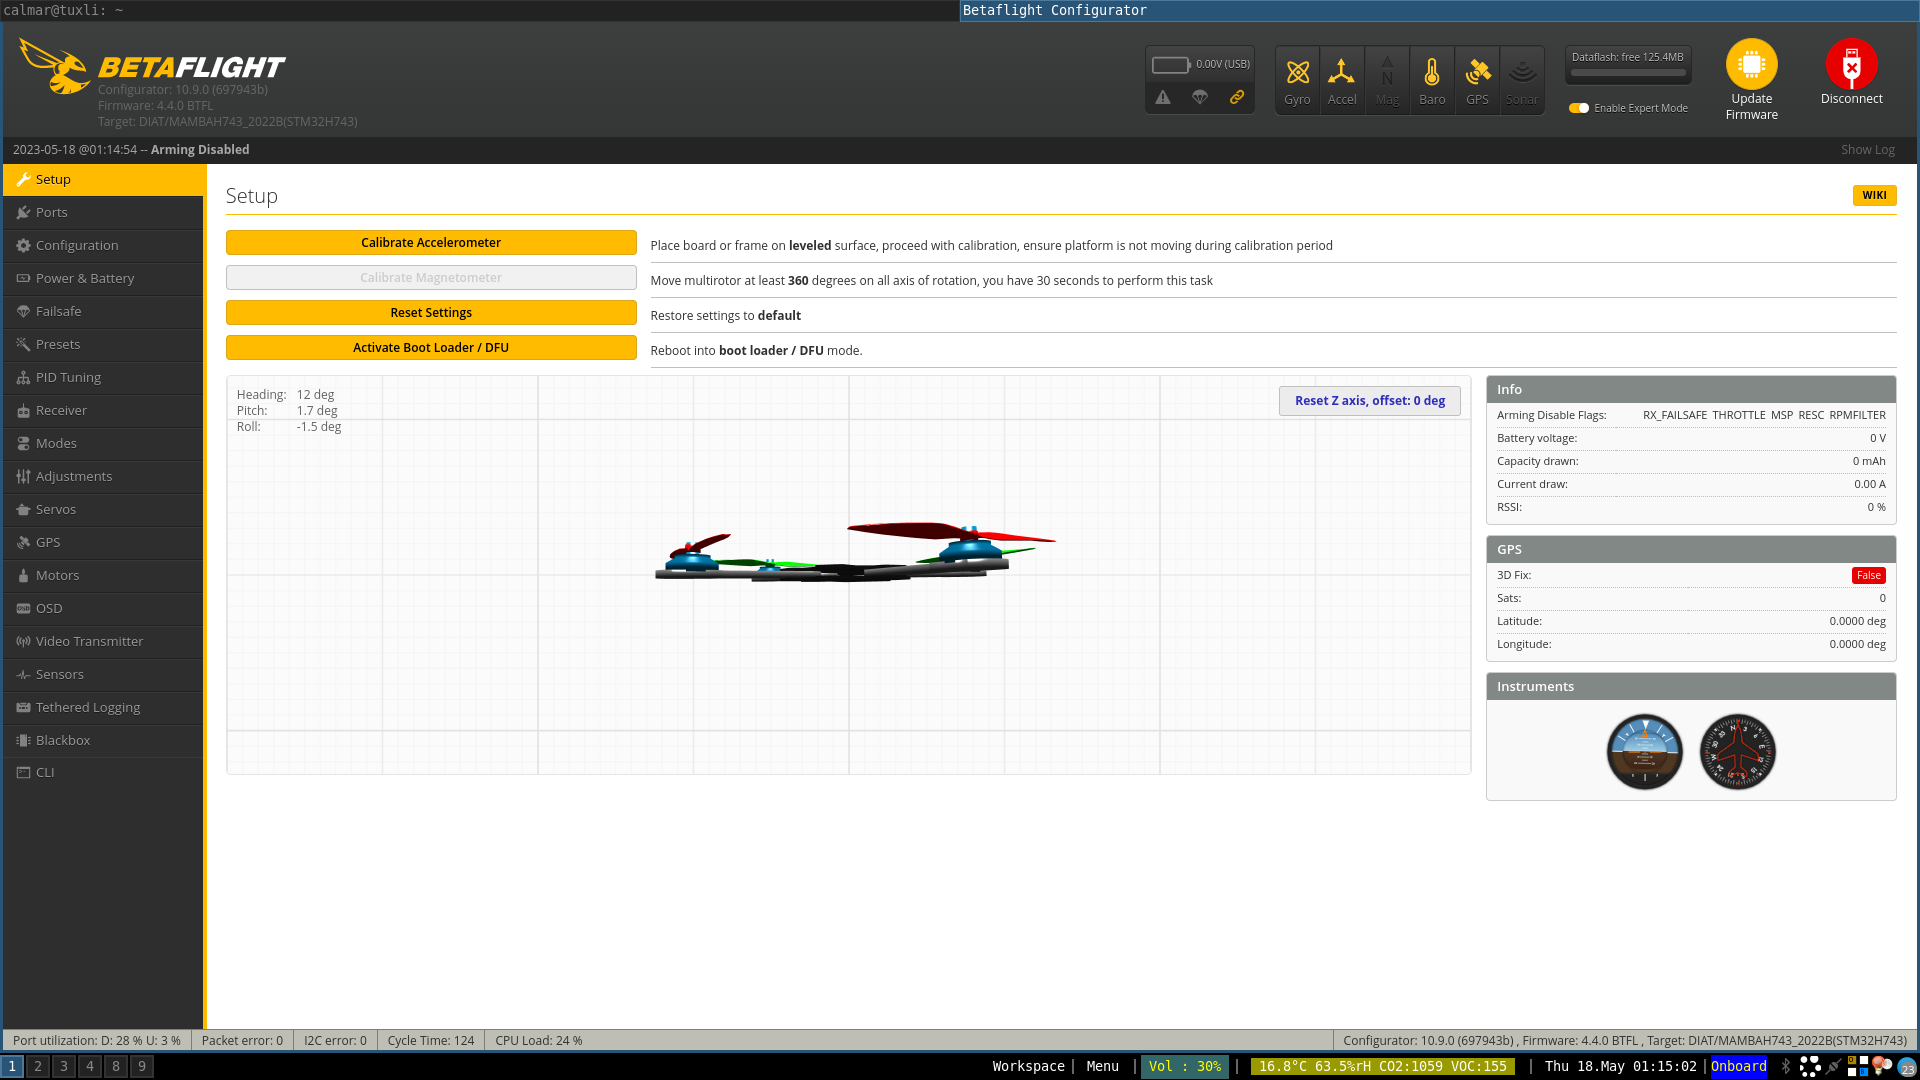 calmar@tuxli: ~
Betaflight Configurator
BETAFLIGHT
Configurator: 10.9.0 (697943b)
Firmware: 4.4.0 BTFL
Target: DIAT/MAMBAH743_2022B(STM32H743)
0.00V (USB)
Gyro
Accel
N
Mag
Baro
GPS
Sonar
Dataflash: free 125.4MB
Enable Expert Mode
Update
Firmware
Disconnect
2023-05-18 @01:14:54 -- Arming Disabled
Show Log
Setup
Ports
Configuration
Power & Battery
Failsafe
Presets
PID Tuning
Receiver
Modes
Adjustments
Servos
GPS
Motors
OSD
Video Transmitter
Sensors
Tethered Logging
Blackbox
CLI
Setup
WIKI
Calibrate Accelerometer
Place board or frame on leveled surface, proceed with calibration, ensure platform is not moving during calibration period
Calibrate Magnetometer
Move multirotor at least 360 degrees on all axis of rotation, you have 30 seconds to perform this task
Reset Settings
Restore settings to default
Activate Boot Loader / DFU
Reboot into boot loader / DFU mode.
Heading: 12 deg
Pitch: 1.7 deg
Roll: -1.5 deg
Reset Z axis, offset: 0 deg
Info
Arming Disable Flags: RX_FAILSAFE THROTTLE MSP RESC RPMFILTER
Battery voltage: 0 V
Capacity drawn: 0 mAh
Current draw: 0.00 A
RSSI: 0 %
GPS
3D Fix: False
Sats: 0
Latitude: 0.0000 deg
Longitude: 0.0000 deg
Instruments
Port utilization: D: 28 % U: 3 %
Packet error: 0
I2C error: 0
Cycle Time: 124
CPU Load: 24 %
Configurator: 10.9.0 (697943b) , Firmware: 4.4.0 BTFL , Target: DIAT/MAMBAH743_2022B(STM32H743)
1 2 3 4 8 9
Workspace| Menu | Vol : 30% | 16.8°C 63.5%rH CO2:1059 VOC:155 | Thu 18.May 01:15:02 |Onboard
23